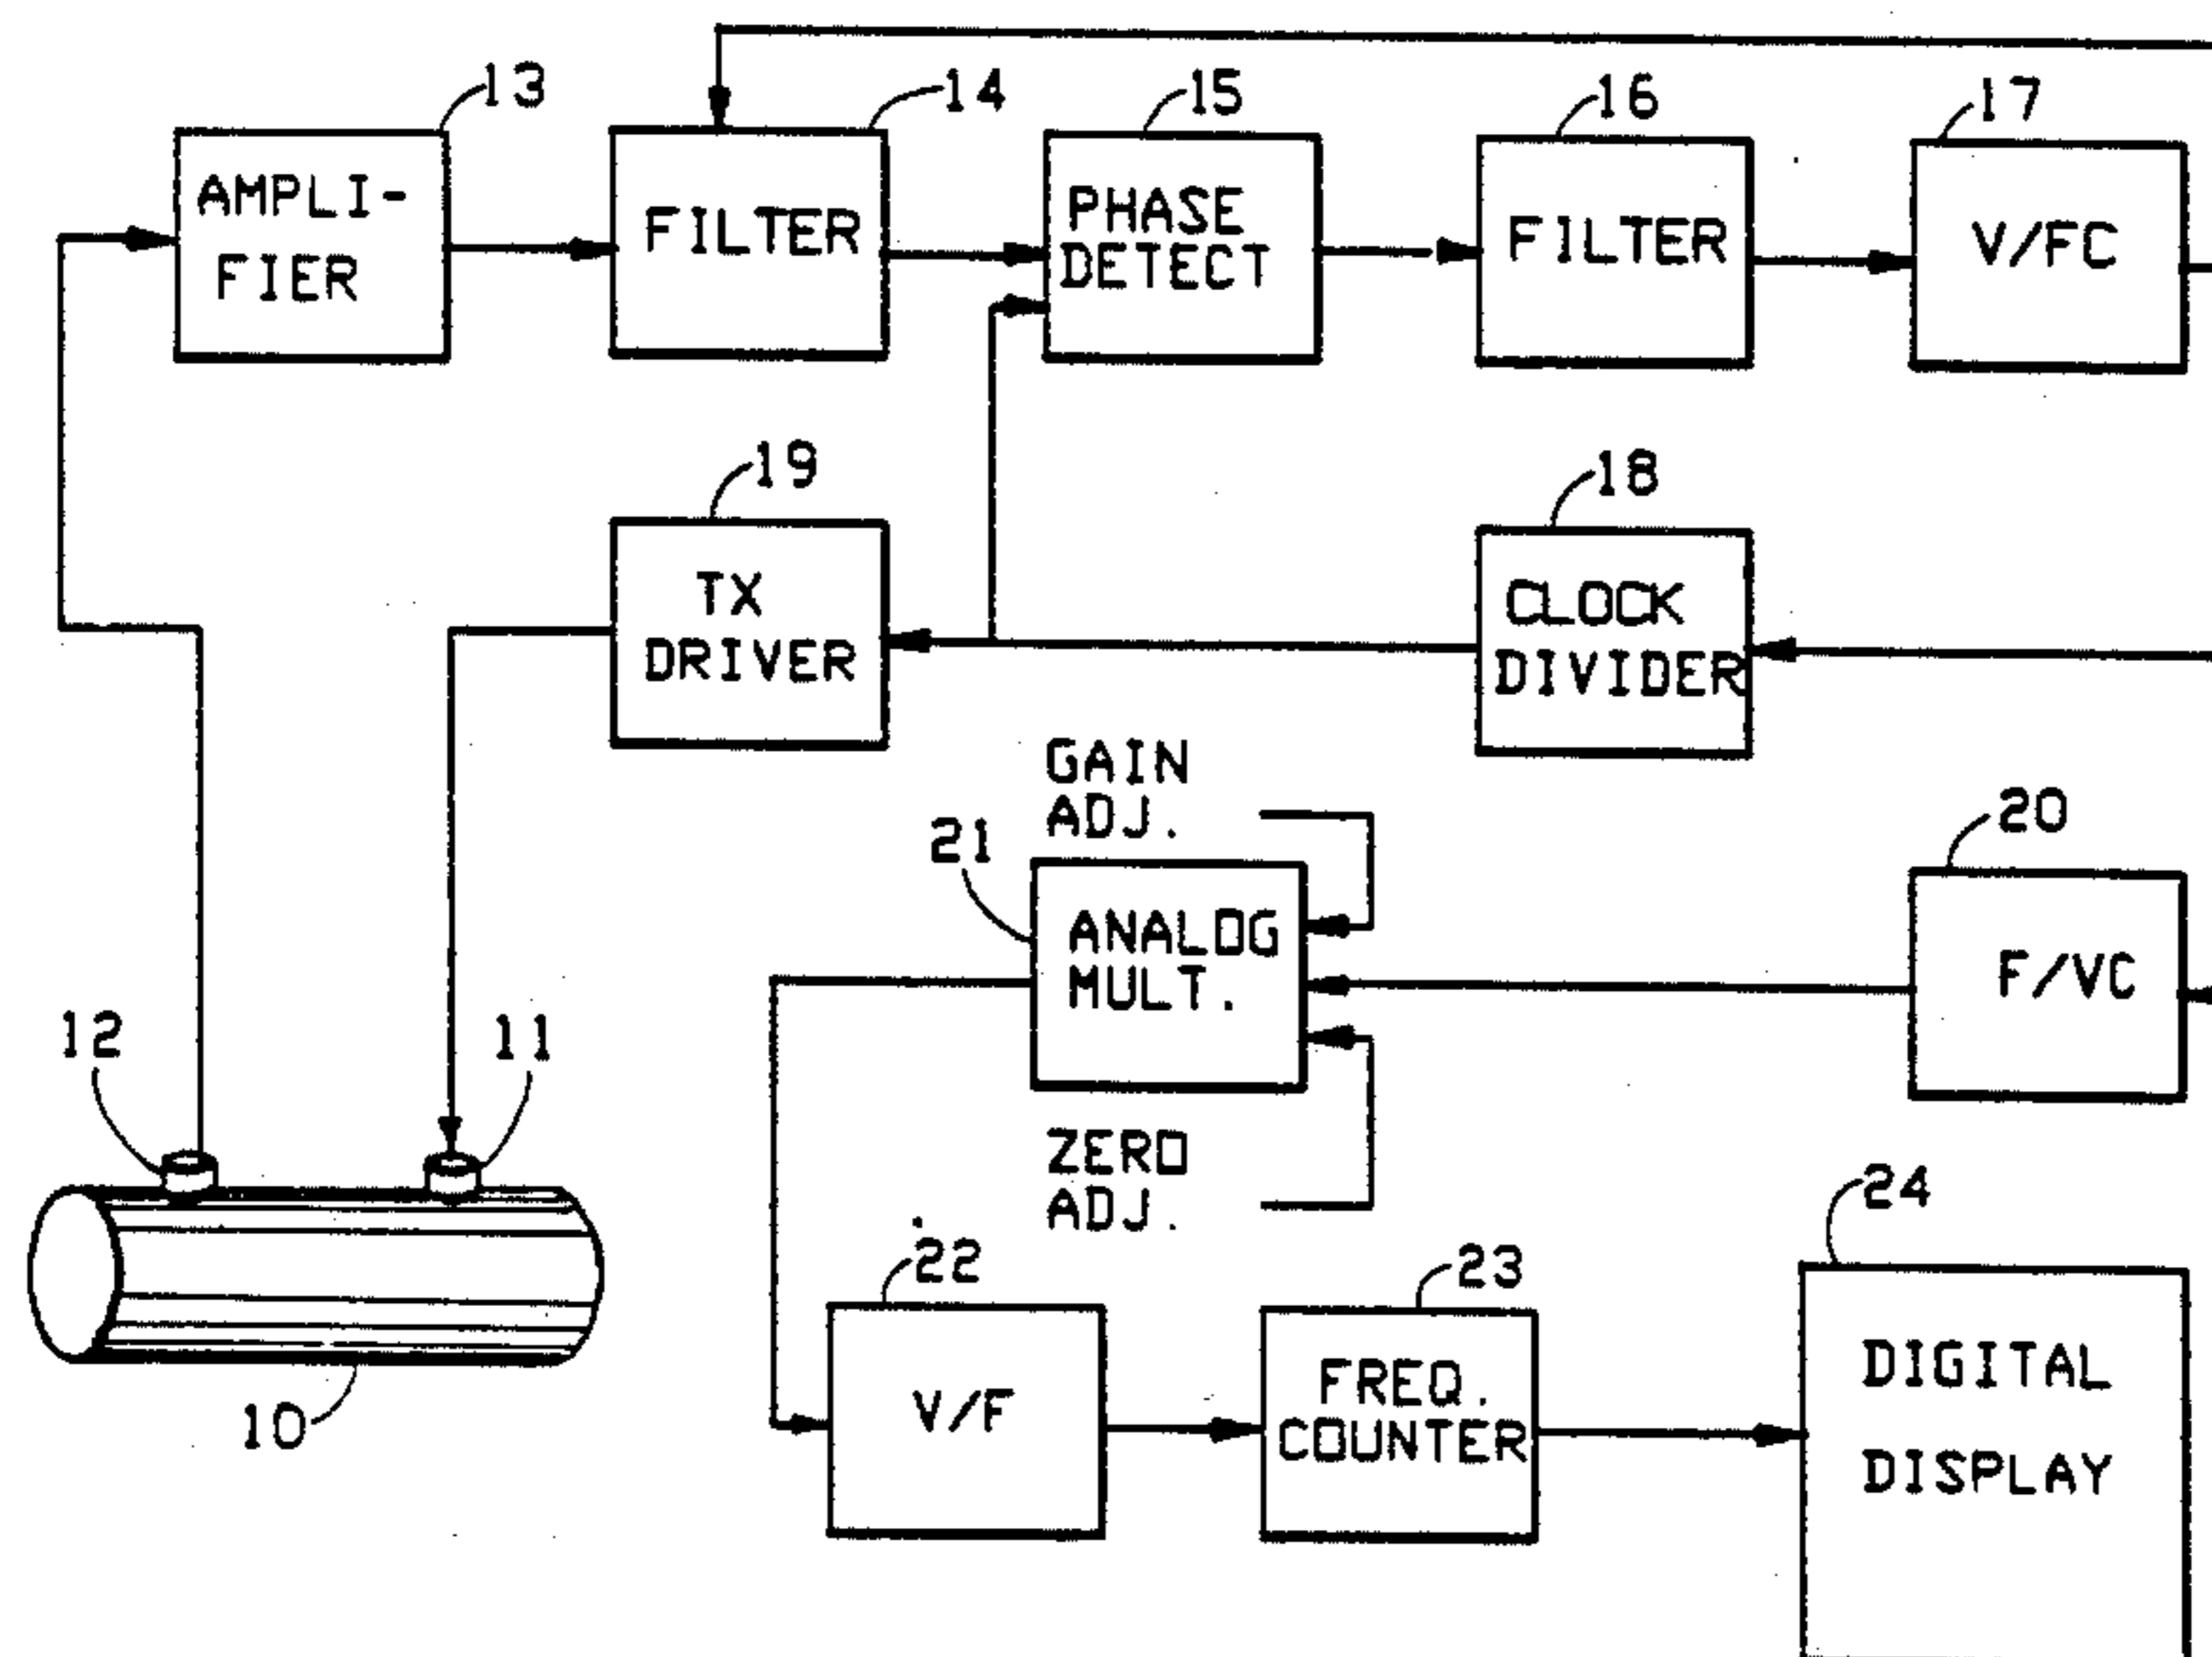 13
14
15
16
17
AMPLI-
FIER
FILTER
PHASE
DETECT
FILTER
V/FC
19
18
TX
DRIVER
CLOCK
DIVIDER
GAIN
ADJ.
21
20
ANALOG
MULT.
F/VC
12
11
ZERO
ADJ.
24
22
23
10
V/F
FREQ.
COUNTER
DIGITAL
DISPLAY